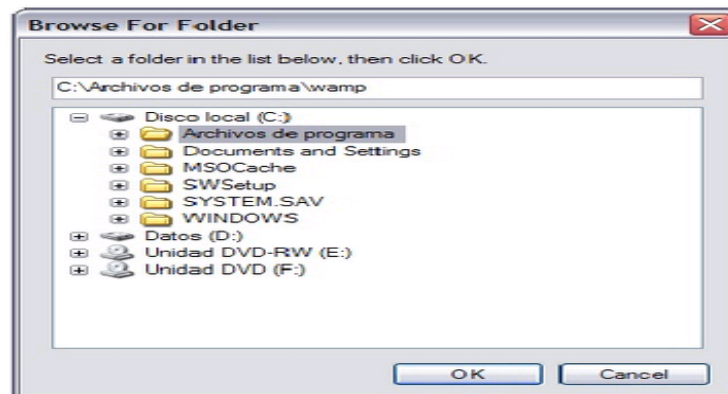 Browse For Folder
Select a folder in the list below, then click OK.
C:\Archivos de programa\wamp
Disco local (C:)
Archivos de programa
Documents and Settings
MSOCache
SWSetup
SYSTEM.SAV
WINDOWS
Datos (D:)
Unidad DVD-RW (E:)
Unidad DVD (F:)
OK Cancel